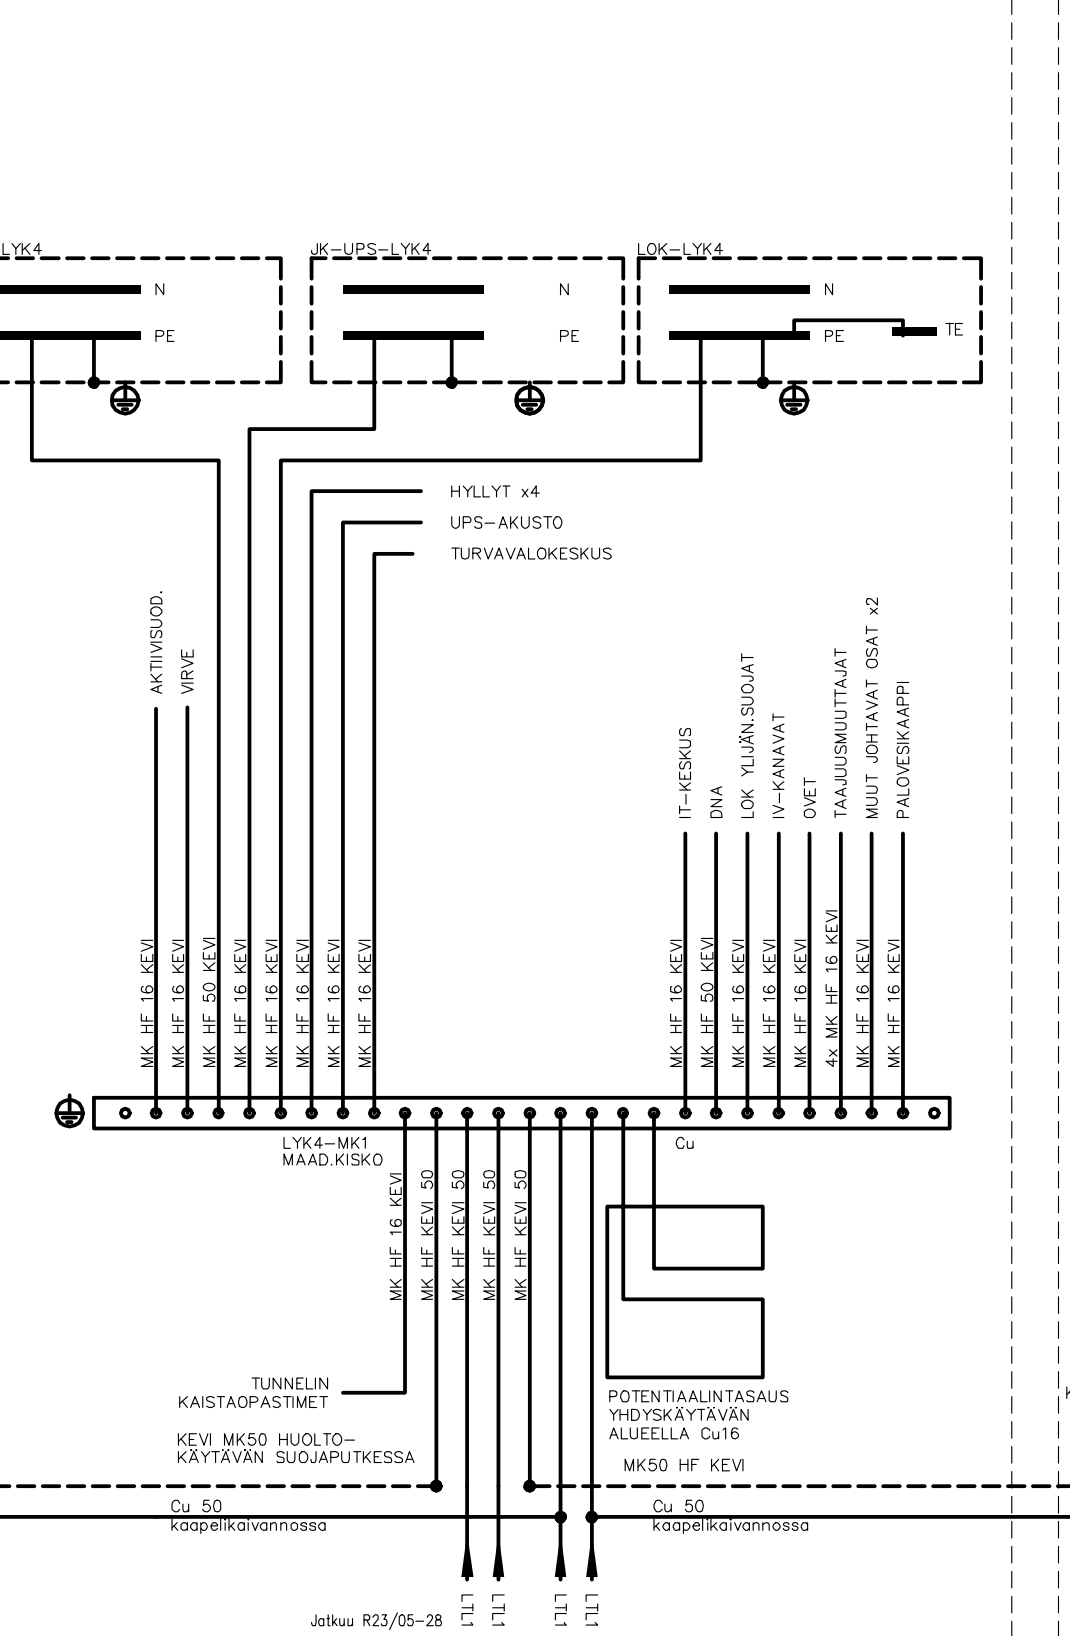 LYK4
JK-UPS-LYK4
LOK-LYK4
N
N
N
PE
PE
PE
TE
HYLLYT x4
UPS-AKUSTO
TURVAVALOKESKUS
AKTIIVISUOD.
VIRVE
IT-KESKUS
DNA
LOK YLIJÄN.SUOJAT
IV-KANAVAT
OVET
TAAJUUSMUUTTAJAT
MUUT JOHTAVAT OSAT x2
PALOVESIKAAPPI
MK HF 16 KEVI
MK HF 16 KEVI
MK HF 50 KEVI
MK HF 16 KEVI
MK HF 16 KEVI
MK HF 16 KEVI
MK HF 16 KEVI
MK HF 16 KEVI
MK HF 16 KEVI
MK HF 50 KEVI
MK HF 16 KEVI
MK HF 16 KEVI
MK HF 16 KEVI
4x MK HF 16 KEVI
MK HF 16 KEVI
MK HF 16 KEVI
LYK4-MK1
MAAD.KISKO
Cu
MK HF 16 KEVI
MK HF KEVI 50
MK HF KEVI 50
MK HF KEVI 50
MK HF KEVI 50
TUNNELIN
KAISTAOPASTIMET
KEVI MK50 HUOLTO-
KÄYTÄVÄN SUOJAPUTKESSA
POTENTIAALINTASAUS
YHDYSKÄYTÄVÄN
ALUEELLA Cu16
MK50 HF KEVI
K
Cu 50
kaapelikaivannossa
Cu 50
kaapelikaivannossa
LTL1
LTL1
LTL1
LTL1
Jatkuu R23/05-28